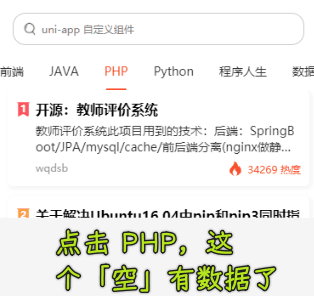 uni-app 自定义组件
前端 JAVA PHP Python 程序人生 数据
1 开源：教师评价系统
教师评价系统此项目用到的技术：后端：SpringB
oot/JPA/mysql/cache/前后端分离(nginx做静...
wqdsb 34269 热度
2 关于解决Ubuntu16.04中pip和pip3同时指
点击 PHP，这
个「空」有数据了